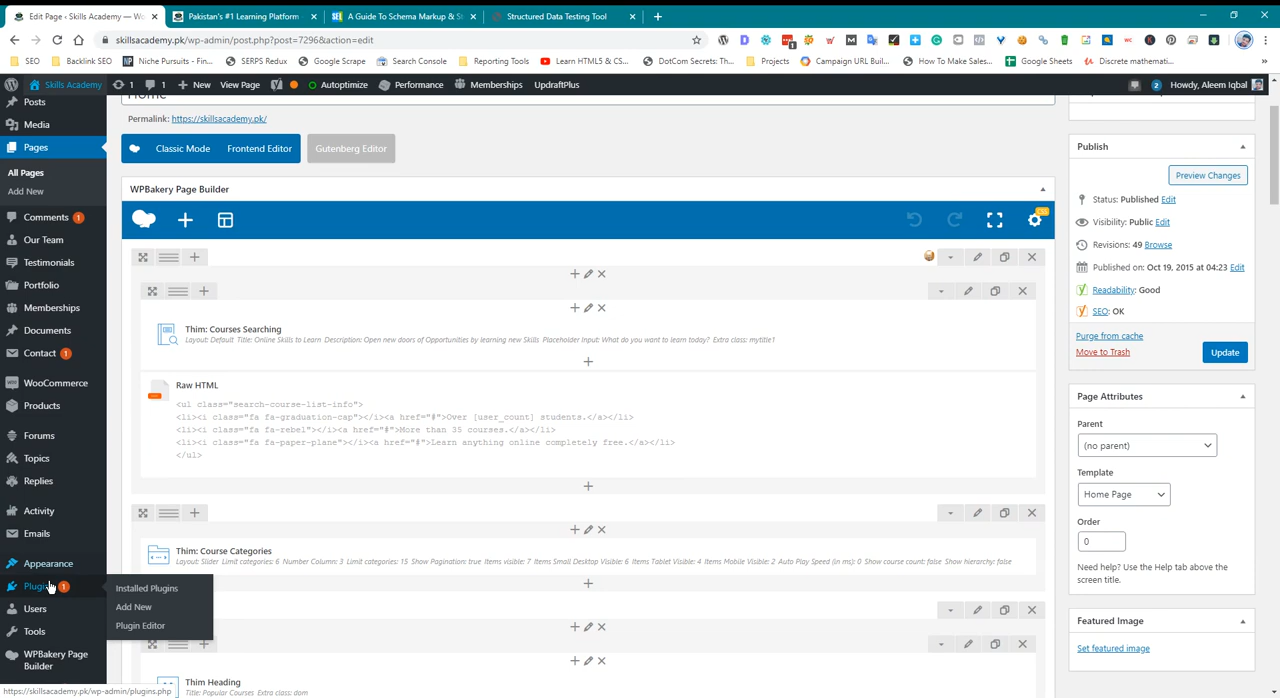 Edit Page ‹ Skills Academy — Wo
Pakistan's #1 Learning Platform
A Guide To Schema Markup & St
Structured Data Testing Tool
skillsacademy.pk/wp-admin/post.php?post=7296&action=edit
SEO
Backlink SEO
Niche Pursuits - Fin...
SERPS Redux
Google Scrape
Search Console
Reporting Tools
Learn HTML5 & CS...
DotCom Secrets: Th...
Projects
Campaign URL Buil...
How To Make Sales...
Google Sheets
Discrete mathemati...
Skills Academy
1
1
New
View Page
Autoptimize
Performance
Memberships
UpdraftPlus
2
Howdy, Aleem Iqbal
Posts
Media
Pages
All Pages
Add New
Comments 1
Our Team
Testimonials
Portfolio
Memberships
Documents
Contact 1
WooCommerce
Products
Forums
Topics
Replies
Activity
Emails
Appearance
Plugin 1
Users
Tools
WPBakery Page
Builder
Installed Plugins
Add New
Plugin Editor
Home
Permalink: https://skillsacademy.pk/
Classic Mode
Frontend Editor
Gutenberg Editor
WPBakery Page Builder
Thim: Courses Searching
Layout: Default Title: Online Skills to Learn Description: Open new doors of Opportunities by learning new Skills Placeholder Input: What do you want to learn today? Extra class: mytitle1
Raw HTML
<ul class="search-course-list-info">
<li><i class="fa fa-graduation-cap"></i><a href="#">Over [user_count] students.</a></li>
<li><i class="fa fa-rebel"></i><a href="#">More than 35 courses.</a></li>
<li><i class="fa fa-paper-plane"></i><a href="#">Learn anything online completely free.</a></li>
</ul>
Thim: Course Categories
Layout: Slider Limit categories: 6 Number Column: 3 Limit categories: 15 Show Pagination: true Items Small Desktop Visible: 6 Items Tablet Visible: 4 Items Mobile Visible: 2 Auto Play Speed (in ms): 0 Show course count: false Show hierarchy: false
Thim Heading
Title: Popular Courses Extra class: dom
Publish
Preview Changes
Status: Published Edit
Visibility: Public Edit
Revisions: 49 Browse
Published on: Oct 19, 2015 at 04:23 Edit
Readability: Good
SEO: OK
Purge from cache
Move to Trash
Update
Page Attributes
Parent
(no parent)
Template
Home Page
Order
0
Need help? Use the Help tab above the
screen title.
Featured Image
Set featured image
https://skillsacademy.pk/wp-admin/plugins.php